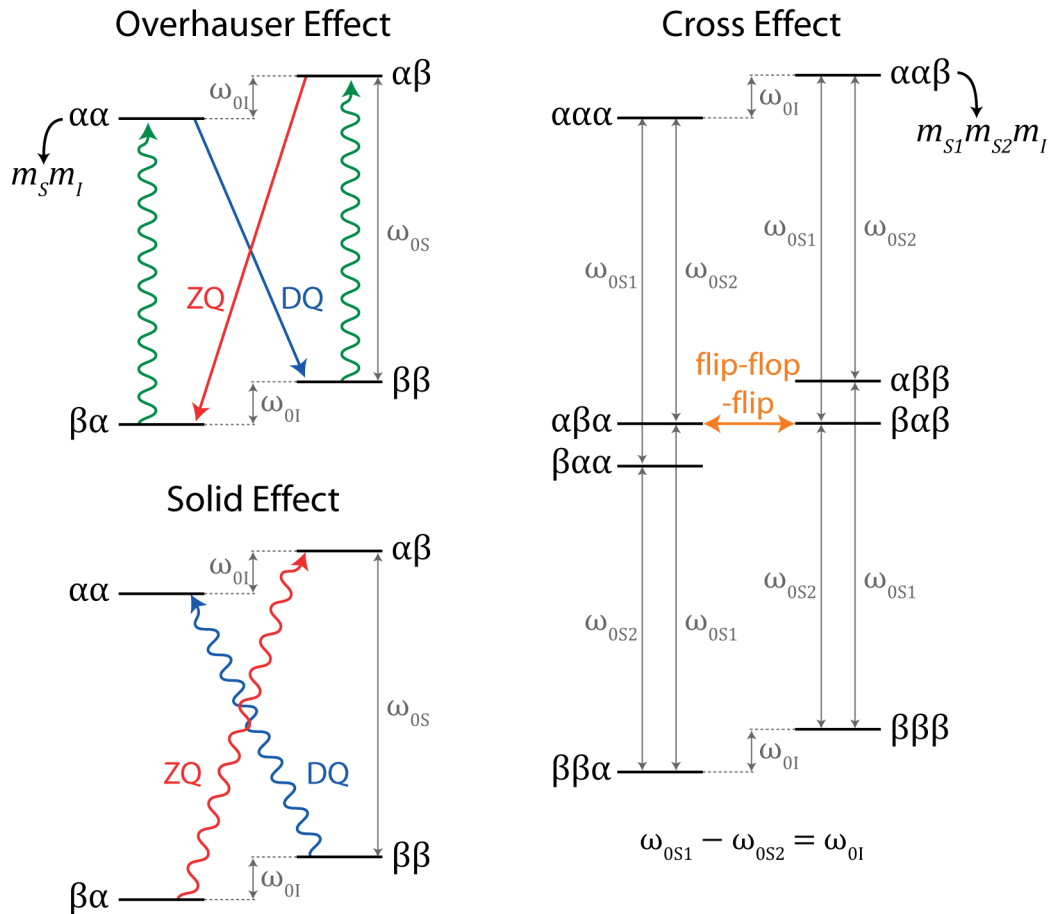 Overhauser Effect
αα
ω₀I
αβ
mSmI
ω₀S
ZQ
DQ
ω₀I
ββ
βα
Solid Effect
αβ
ω₀I
αα
ω₀S
ZQ
DQ
ββ
ω₀I
βα
Cross Effect
ααβ
ω₀I
ααα
mS1mS2mI
ω₀S1
ω₀S2
ω₀S1
ω₀S2
flip-flop
-flip
αββ
αβα
βαβ
βαα
ω₀S2
ω₀S1
ω₀S2
ω₀S1
βββ
ω₀I
ββα
ω₀S1 − ω₀S2 = ω₀I